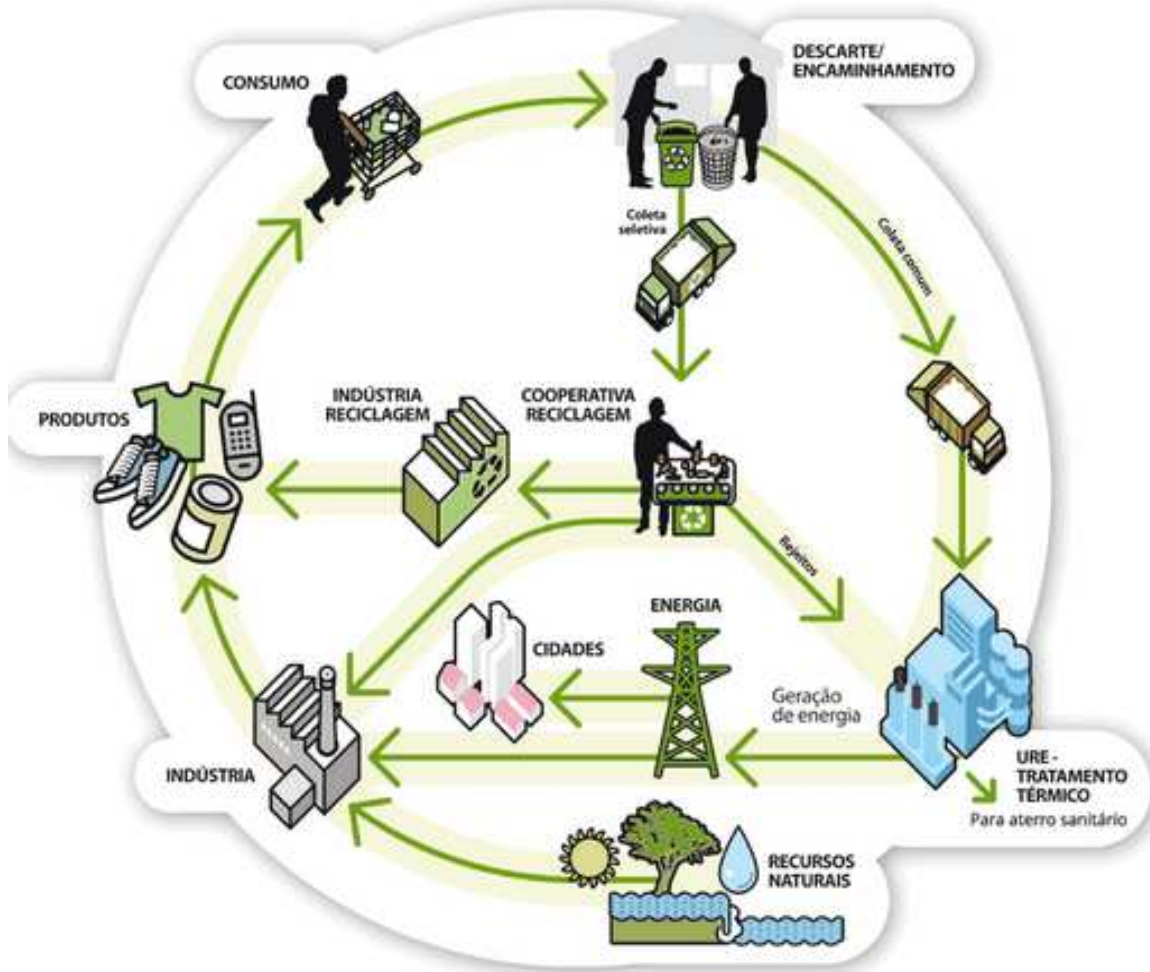 CONSUMO
DESCARTE/
ENCAMINHAMENTO
Coleta
seletiva
Coleta comum
PRODUTOS
INDÚSTRIA
RECICLAGEM
COOPERATIVA
RECICLAGEM
Rejeitos
ENERGIA
CIDADES
Geração
de energia
INDÚSTRIA
URE -
TRATAMENTO
TÉRMICO
Para aterro sanitário
RECURSOS
NATURAIS